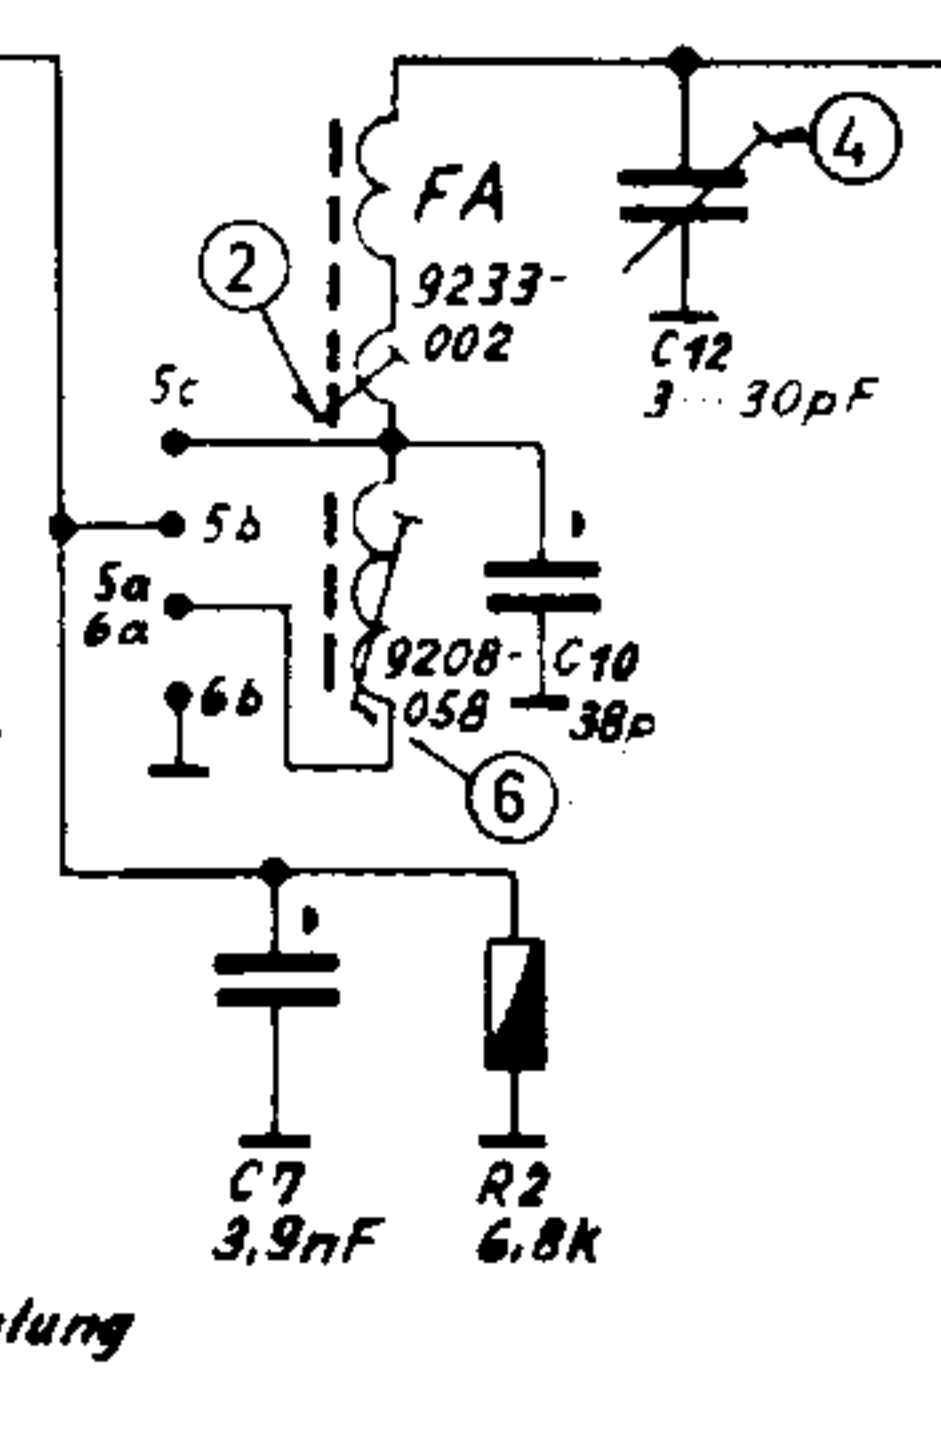 4
FA
2
9233-
002
C12
3...30pF
5c
5b
5a
6a
9208-
058
C10
38p
6b
6
C7
3,9nF
R2
6,8k
lung